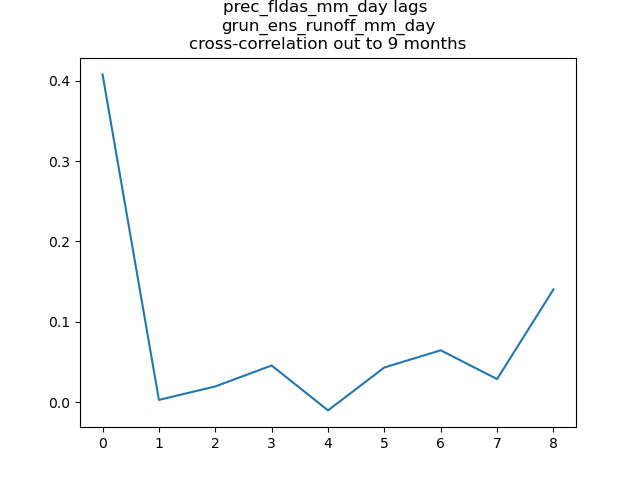 prec_fldas_mm_day lags
grun_ens_runoff_mm_day
cross-correlation out to 9 months
0.4
0.3
0.2
0.1
0.0
0 1 2 3 4 5 6 7 8